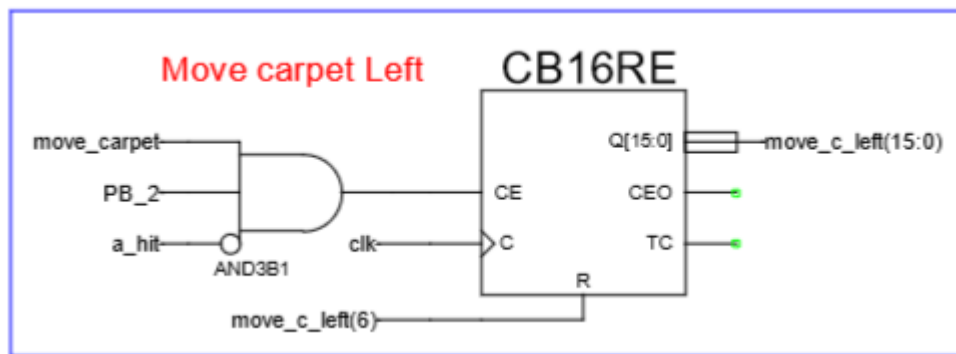 Move carpet Left
CB16RE
move_carpet
Q[15:0]
move_c_left(15:0)
PB_2
CE
CEO
a_hit
clk
C
TC
AND3B1
R
move_c_left(6)